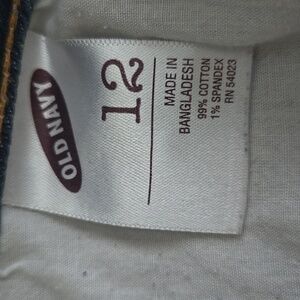 OLD NAVY
12
MADE IN
BANGLADESH
99% COTTON
1% SPANDEX
RN 54023